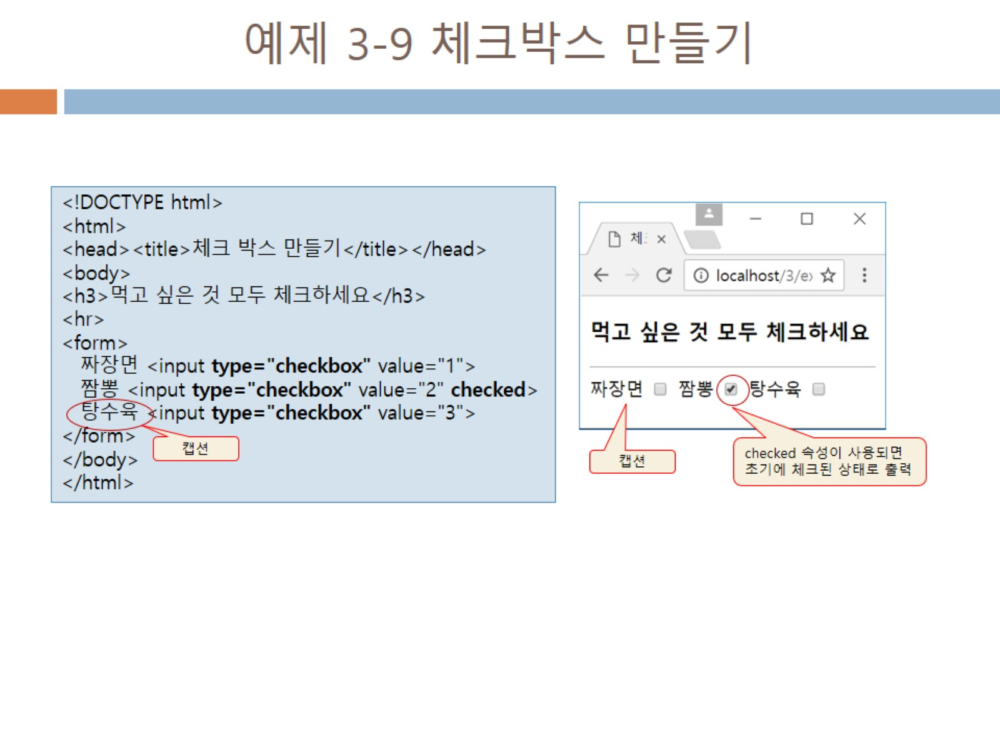 예제 3-9 체크박스 만들기
<!DOCTYPE html>
<html>
<head><title>체크 박스 만들기</title></head>
<body>
<h3>먹고 싶은 것 모두 체크하세요</h3>
<hr>
<form>
짜장면 <input type="checkbox" value="1">
짬뽕 <input type="checkbox" value="2" checked>
탕수육 <input type="checkbox" value="3">
</form>
캡션
</body>
</html>
체
localhost/3/e
먹고 싶은 것 모두 체크하세요
짜장면 짬뽕 탕수육
캡션
checked 속성이 사용되면
초기에 체크된 상태로 출력